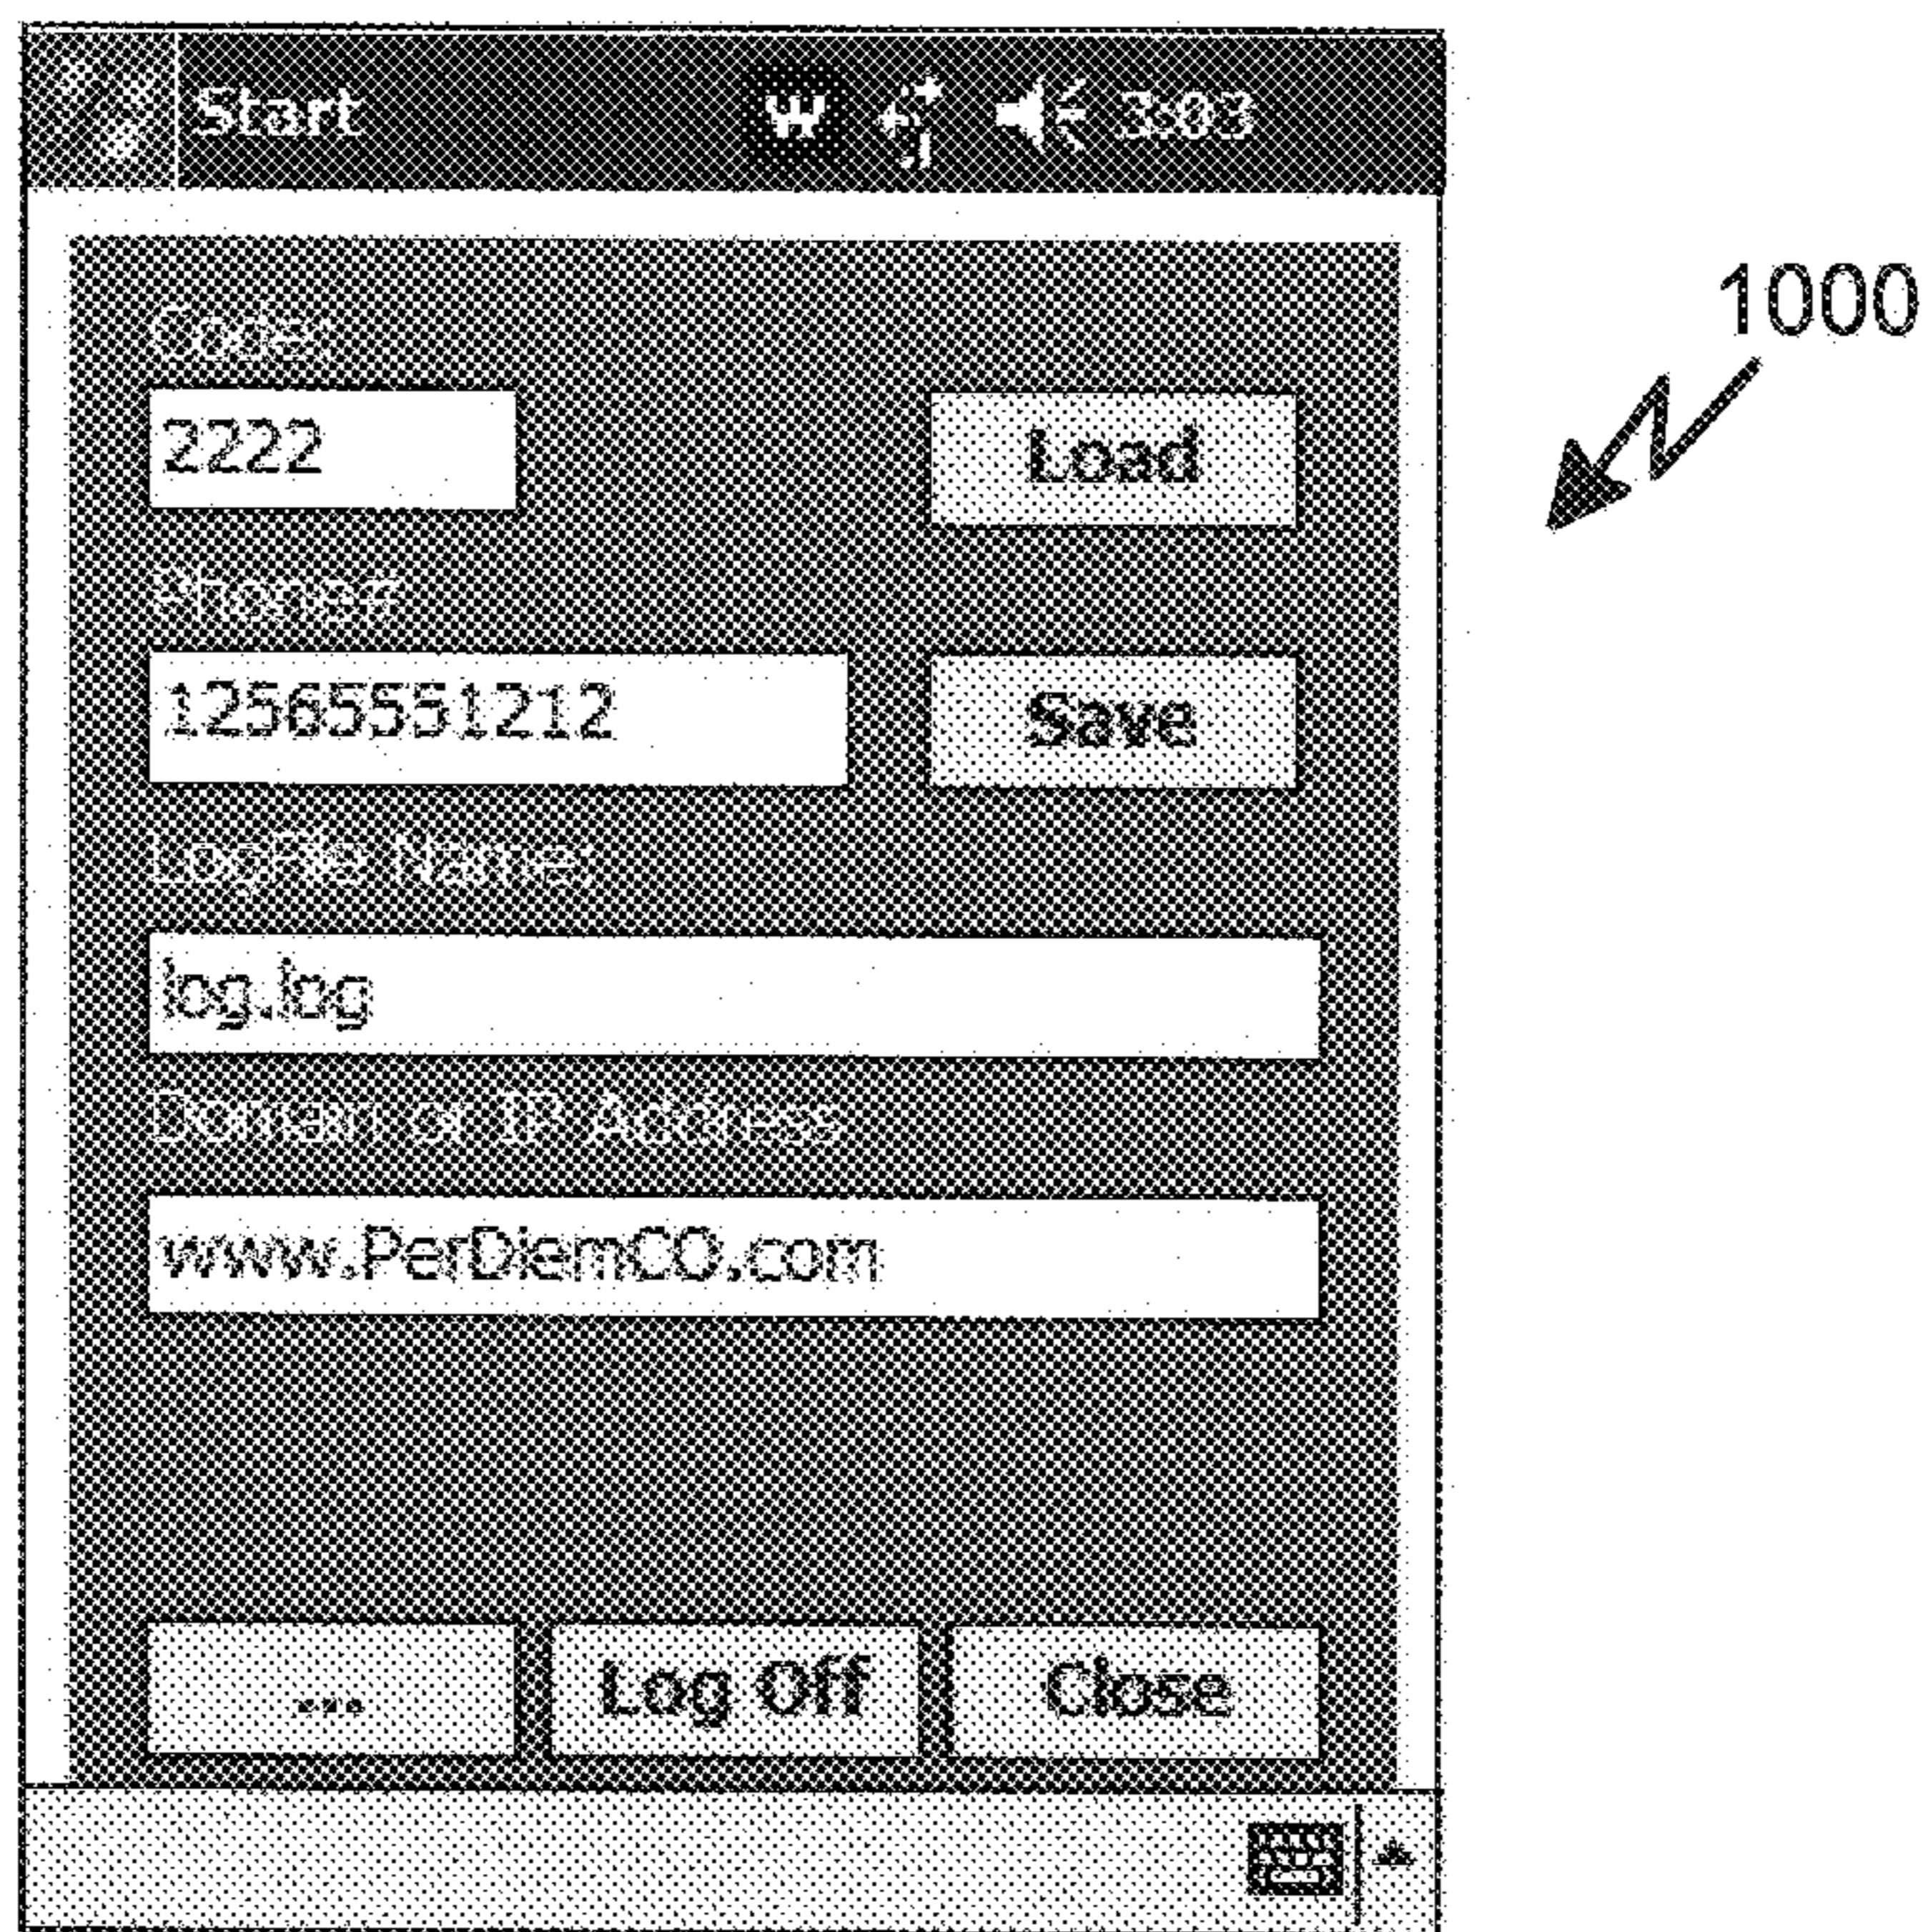 Start 3:03
1000
Code:
2222 Load
Phone#
12565551212 Save
LogFile Name:
log.log
Domain or IP Address
www.PerDiemCO.com
... Log Off Close